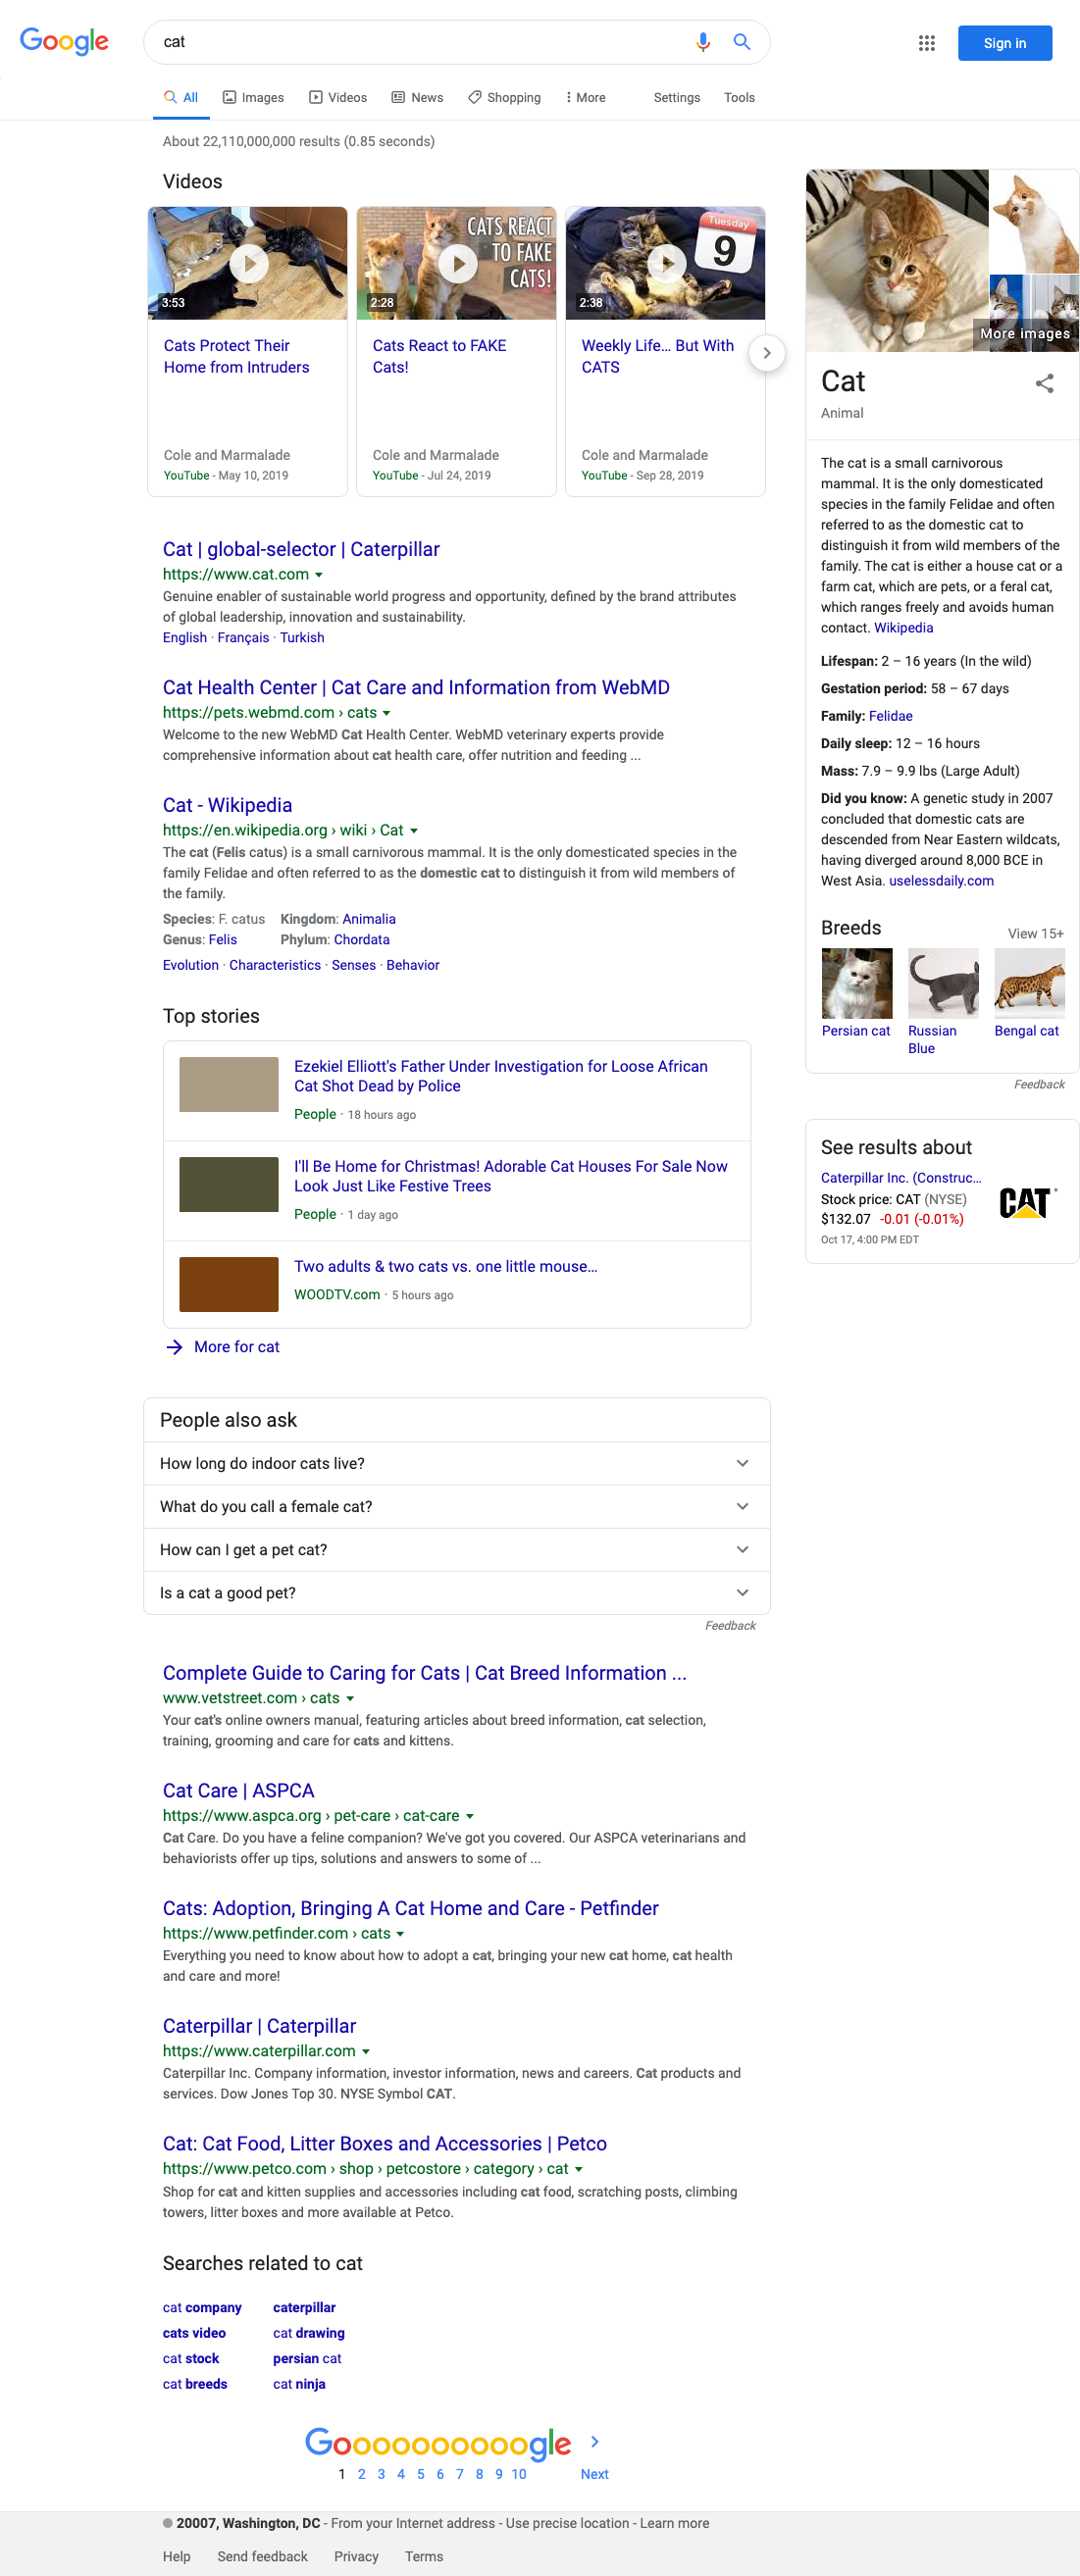 Google
cat
Sign in
All
Images
Videos
News
Shopping
More
Settings
Tools
About 22,110,000,000 results (0.85 seconds)
Videos
CATS REACT
TO FAKE
CATS!
Tuesday
9
3:53
2:28
2:38
Cats Protect Their
Home from Intruders
Cole and Marmalade
YouTube - May 10, 2019
Cats React to FAKE
Cats!
Cole and Marmalade
YouTube - Jul 24, 2019
Weekly Life... But With
CATS
Cole and Marmalade
YouTube - Sep 28, 2019
Cat | global-selector | Caterpillar
https://www.cat.com
Genuine enabler of sustainable world progress and opportunity, defined by the brand attributes
of global leadership, innovation and sustainability.
English · Français · Turkish
Cat Health Center | Cat Care and Information from WebMD
https://pets.webmd.com › cats
Welcome to the new WebMD Cat Health Center. WebMD veterinary experts provide
comprehensive information about cat health care, offer nutrition and feeding ...
Cat - Wikipedia
https://en.wikipedia.org › wiki › Cat
The cat (Felis catus) is a small carnivorous mammal. It is the only domesticated species in the
family Felidae and often referred to as the domestic cat to distinguish it from wild members of
the family.
Species: F. catus Kingdom: Animalia
Genus: Felis Phylum: Chordata
Evolution · Characteristics · Senses · Behavior
Top stories
Ezekiel Elliott's Father Under Investigation for Loose African
Cat Shot Dead by Police
People · 18 hours ago
I'll Be Home for Christmas! Adorable Cat Houses For Sale Now
Look Just Like Festive Trees
People · 1 day ago
Two adults & two cats vs. one little mouse...
WOODTV.com · 5 hours ago
More for cat
People also ask
How long do indoor cats live?
What do you call a female cat?
How can I get a pet cat?
Is a cat a good pet?
Feedback
Complete Guide to Caring for Cats | Cat Breed Information ...
www.vetstreet.com › cats
Your cat's online owners manual, featuring articles about breed information, cat selection,
training, grooming and care for cats and kittens.
Cat Care | ASPCA
https://www.aspca.org › pet-care › cat-care
Cat Care. Do you have a feline companion? We've got you covered. Our ASPCA veterinarians and
behaviorists offer up tips, solutions and answers to some of ...
Cats: Adoption, Bringing A Cat Home and Care - Petfinder
https://www.petfinder.com › cats
Everything you need to know about how to adopt a cat, bringing your new cat home, cat health
and care and more!
Caterpillar | Caterpillar
https://www.caterpillar.com
Caterpillar Inc. Company information, investor information, news and careers. Cat products and
services. Dow Jones Top 30. NYSE Symbol CAT.
Cat: Cat Food, Litter Boxes and Accessories | Petco
https://www.petco.com › shop › petcostore › category › cat
Shop for cat and kitten supplies and accessories including cat food, scratching posts, climbing
towers, litter boxes and more available at Petco.
Searches related to cat
cat company
cats video
cat stock
cat breeds
caterpillar
cat drawing
persian cat
cat ninja
Goooooooooogle
1 2 3 4 5 6 7 8 9 10
Next
More images
Cat
Animal
The cat is a small carnivorous
mammal. It is the only domesticated
species in the family Felidae and often
referred to as the domestic cat to
distinguish it from wild members of the
family. The cat is either a house cat or a
farm cat, which are pets, or a feral cat,
which ranges freely and avoids human
contact. Wikipedia
Lifespan: 2 – 16 years (In the wild)
Gestation period: 58 – 67 days
Family: Felidae
Daily sleep: 12 – 16 hours
Mass: 7.9 – 9.9 lbs (Large Adult)
Did you know: A genetic study in 2007
concluded that domestic cats are
descended from Near Eastern wildcats,
having diverged around 8,000 BCE in
West Asia. uselessdaily.com
Breeds
View 15+
Persian cat
Russian
Blue
Bengal cat
Feedback
See results about
Caterpillar Inc. (Construc...
Stock price: CAT (NYSE)
$132.07 -0.01 (-0.01%)
Oct 17, 4:00 PM EDT
CAT
20007, Washington, DC - From your Internet address - Use precise location - Learn more
Help
Send feedback
Privacy
Terms